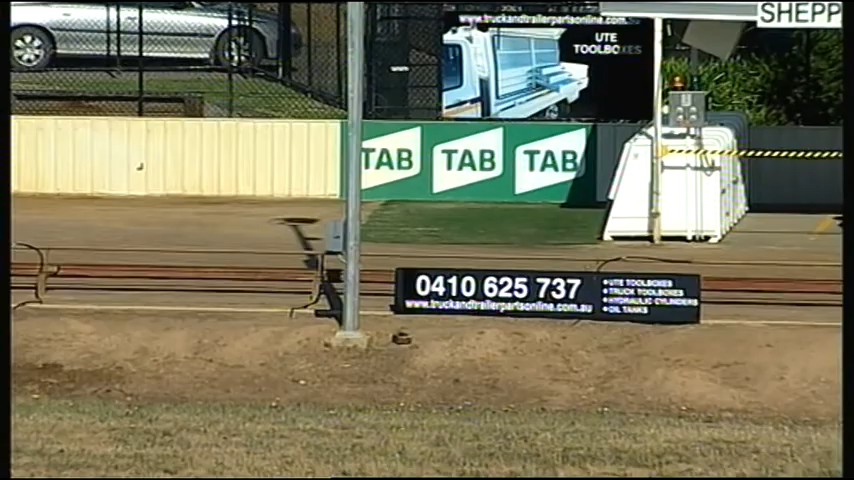 www.truckandtrailerpartsonline.com.au
SHEPP
UTE
TOOLBOXES
TAB TAB TAB
0410 625 737
www.truckandtrailerpartsonline.com.au
UTE TOOLBOXES
TRUCK TOOLBOXES
HYDRAULIC CYLINDERS
OIL TANKS